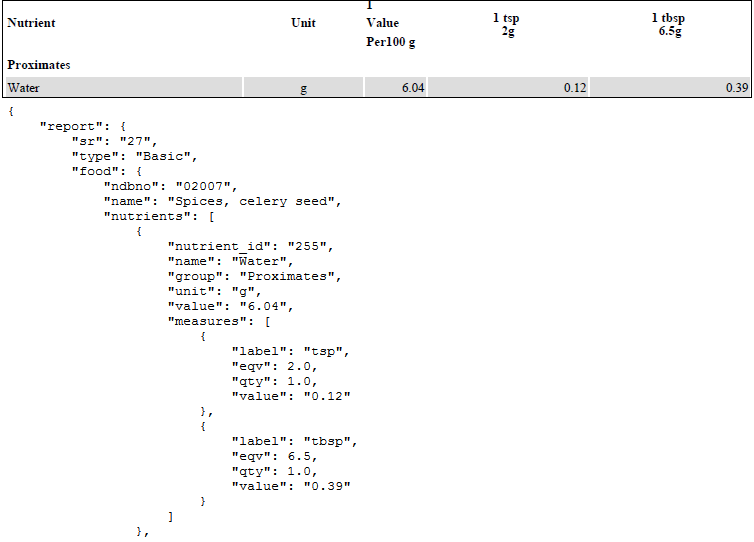 Nutrient Unit 1 Value Per100 g 1 tsp 2g 1 tbsp 6.5g
Proximates
Water g 6.04 0.12 0.39
{
    "report": {
        "sr": "27",
        "type": "Basic",
        "food": {
            "ndbno": "02007",
            "name": "Spices, celery seed",
            "nutrients": [
                {
                    "nutrient_id": "255",
                    "name": "Water",
                    "group": "Proximates",
                    "unit": "g",
                    "value": "6.04",
                    "measures": [
                        {
                            "label": "tsp",
                            "eqv": 2.0,
                            "qty": 1.0,
                            "value": "0.12"
                        },
                        {
                            "label": "tbsp",
                            "eqv": 6.5,
                            "qty": 1.0,
                            "value": "0.39"
                        }
                    ]
                },